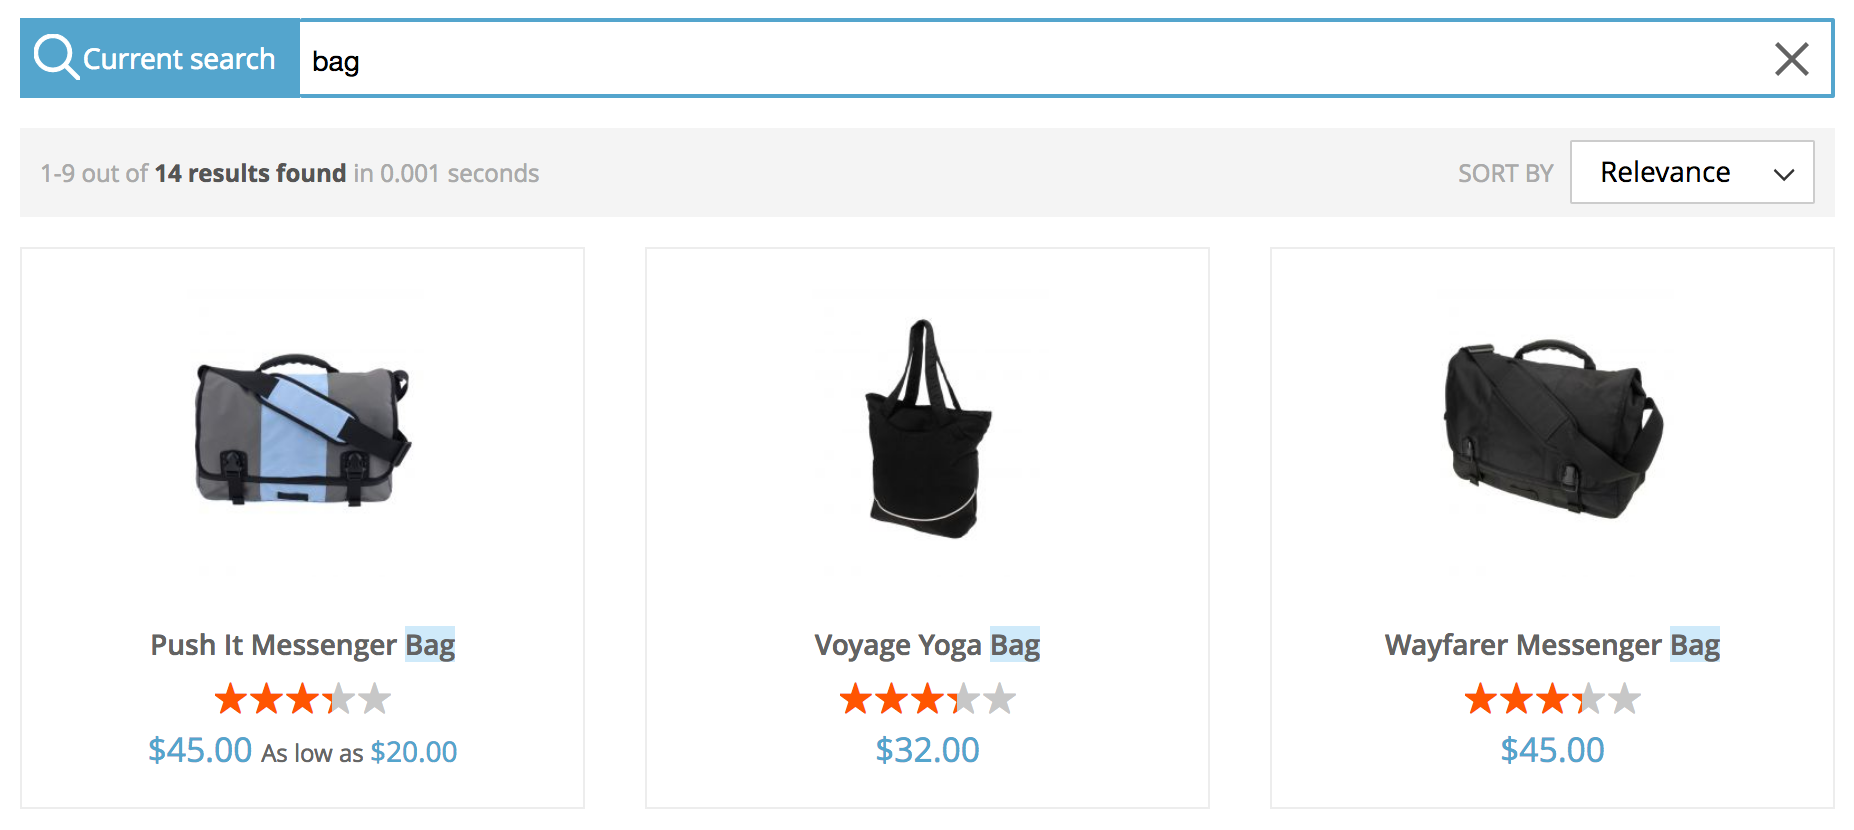 Current search bag
1-9 out of 14 results found in 0.001 seconds SORT BY Relevance
Push It Messenger Bag
$45.00 As low as $20.00
Voyage Yoga Bag
$32.00
Wayfarer Messenger Bag
$45.00